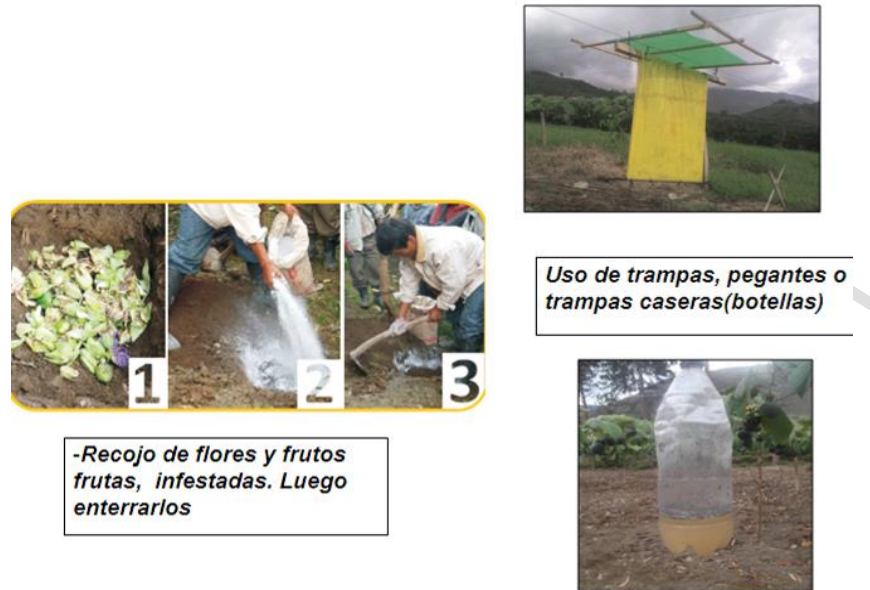 1 2 3
-Recojo de flores y frutos
frutas, infestadas. Luego
enterrarlos
Uso de trampas, pegantes o
trampas caseras(botellas)